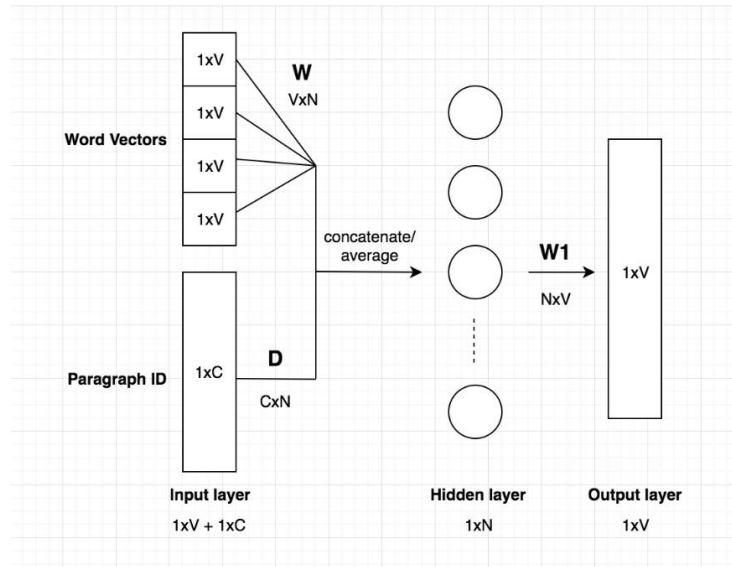 1xV
W
VxN
1xV
Word Vectors
1xV
1xV
concatenate/
average
W1
NxV
1xV
Paragraph ID
1xC
D
CxN
Input layer
1xV + 1xC
Hidden layer
1xN
Output layer
1xV